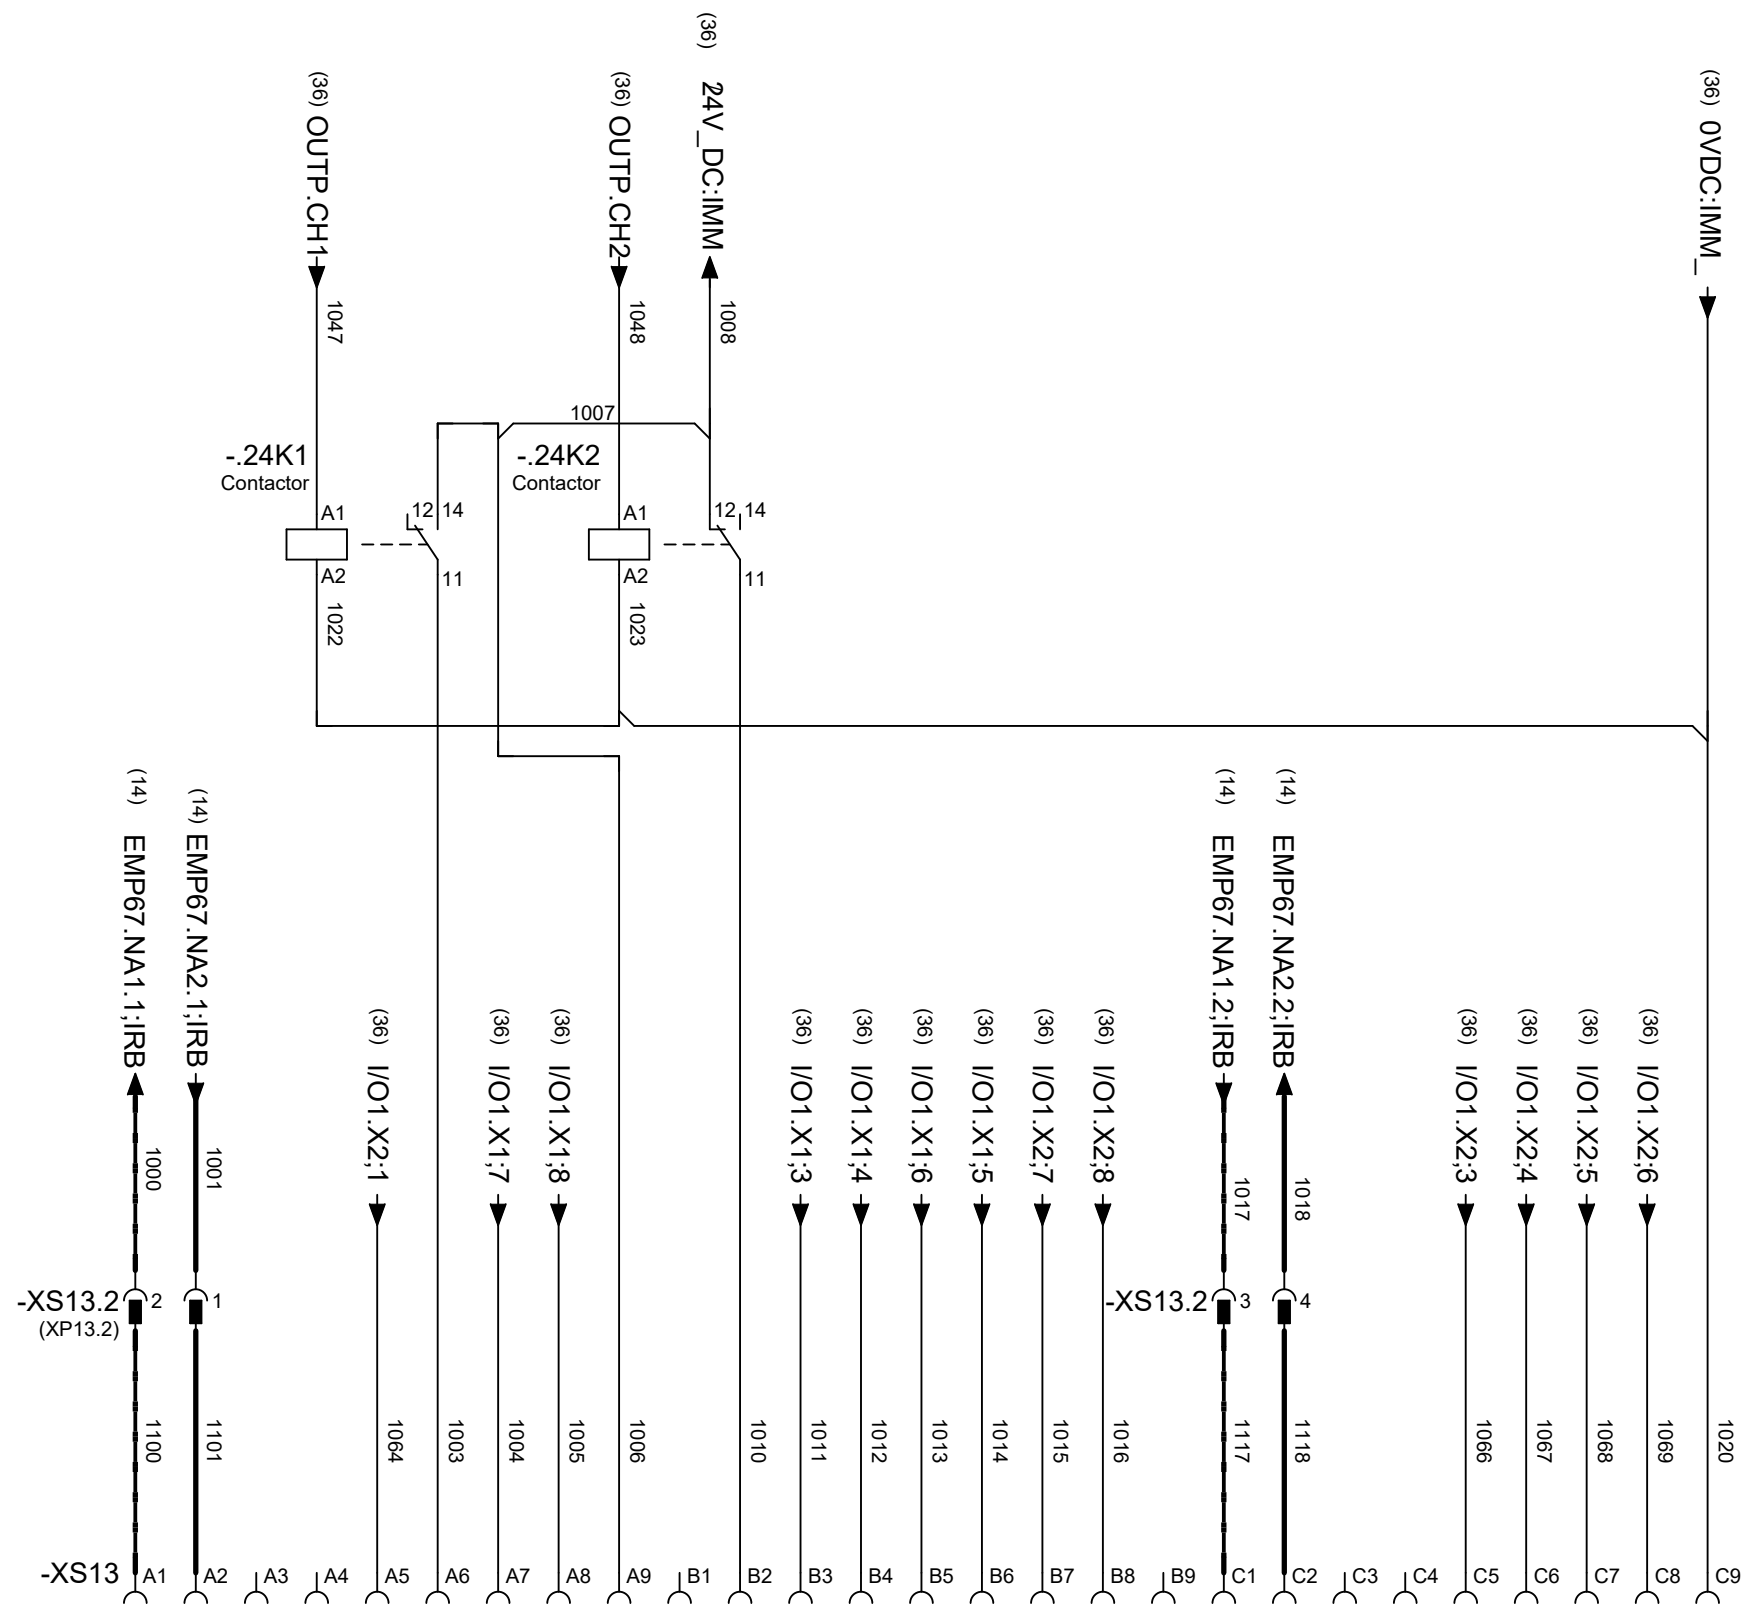 (36) 24V_DC:IMM
(36) OUTP.CH1
(36) OUTP.CH2
(36) 0VDC:IMM_
1047
1048
1008
1007
-.24K1
Contactor
-.24K2
Contactor
A1
12 14
A1
12 14
A2
11
A2
11
1022
1023
(14) EMP67.NA1.1;IRB
(14) EMP67.NA2.1;IRB
(14) EMP67.NA1.2;IRB
(14) EMP67.NA2.2;IRB
(36) I/O1.X2;1
(36) I/O1.X1;7
(36) I/O1.X1;8
(36) I/O1.X1;3
(36) I/O1.X1;4
(36) I/O1.X1;6
(36) I/O1.X1;5
(36) I/O1.X2;7
(36) I/O1.X2;8
(36) I/O1.X2;3
(36) I/O1.X2;4
(36) I/O1.X2;5
(36) I/O1.X2;6
1000
1001
1017
1018
-XS13.2 2 1
(XP13.2)
-XS13.2 3 4
1100
1101
1064
1003
1004
1005
1006
1010
1011
1012
1013
1014
1015
1016
1117
1118
1066
1067
1068
1069
1020
-XS13 A1 A2 A3 A4 A5 A6 A7 A8 A9 B1 B2 B3 B4 B5 B6 B7 B8 B9 C1 C2 C3 C4 C5 C6 C7 C8 C9